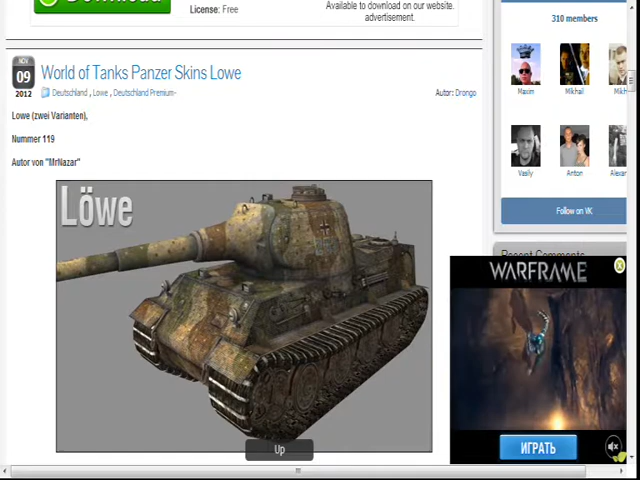 License: Free
Available to download on our website.
advertisement.
NOV
09
2012
World of Tanks Panzer Skins Lowe
Deutschland , Lowe , Deutschland Premium-
Autor: Drongo
Lowe (zwei Varianten),
Nummer 119
Autor von "MrNazar"
Löwe
Up
310 members
Maxim
Mikhail
Vasily
Anton
Follow on VK
Recent Comments
WARFRAME
ИГРАТЬ